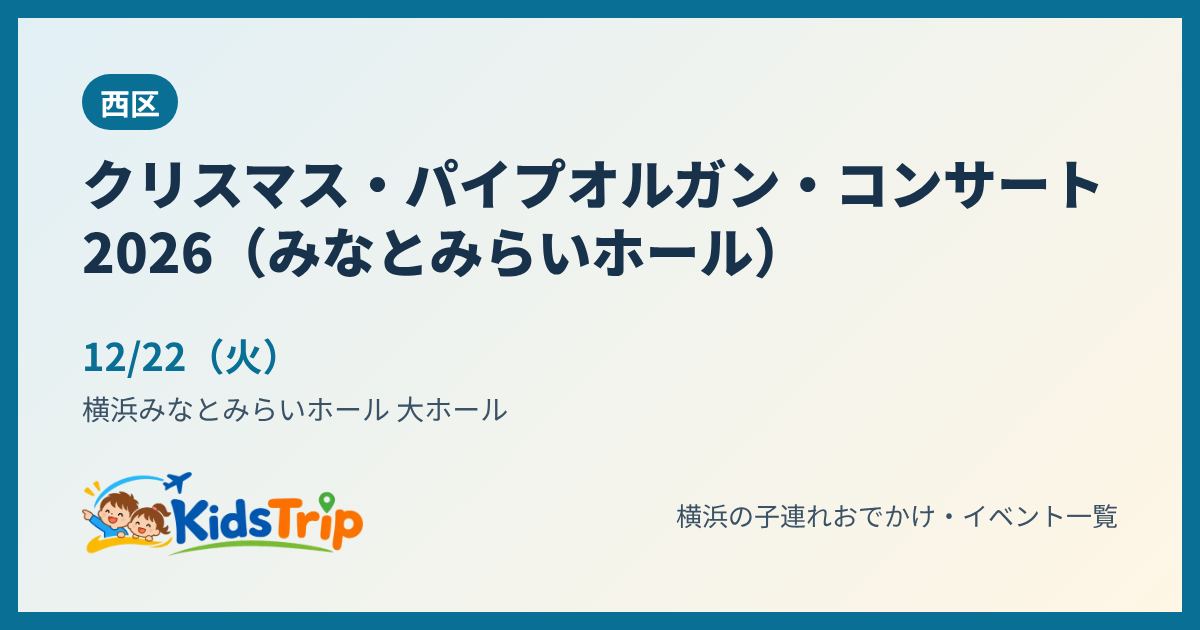 西区
クリスマス・パイプオルガン・コンサート
2026（みなとみらいホール）
12/22（火）
横浜みなとみらいホール 大ホール
KidsTrip
横浜の子連れおでかけ・イベント一覧